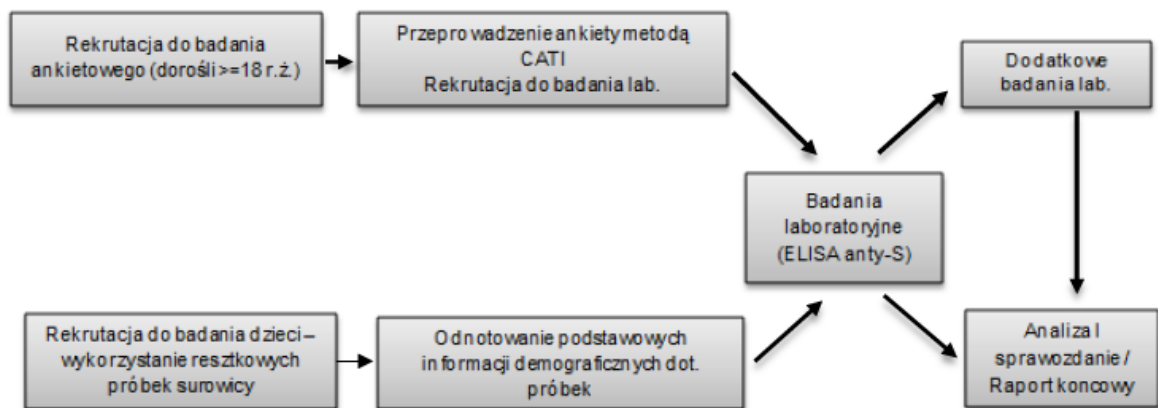 Rekrutacja do badania
ankietowego (dorośli >=18 r.ż.)
Przeprowadzenie ankiety metodą
CATI
Rekrutacja do badania lab.
Dodatkowe
badania lab.
Badania
laboratoryjne
(ELISA anty-S)
Rekrutacja do badania dzieci –
wykorzystanie resztkowych
próbek surowicy
Odnotowanie podstawowych
informacji demograficznych dot.
próbek
Analiza I
sprawozdanie /
Raport koncowy